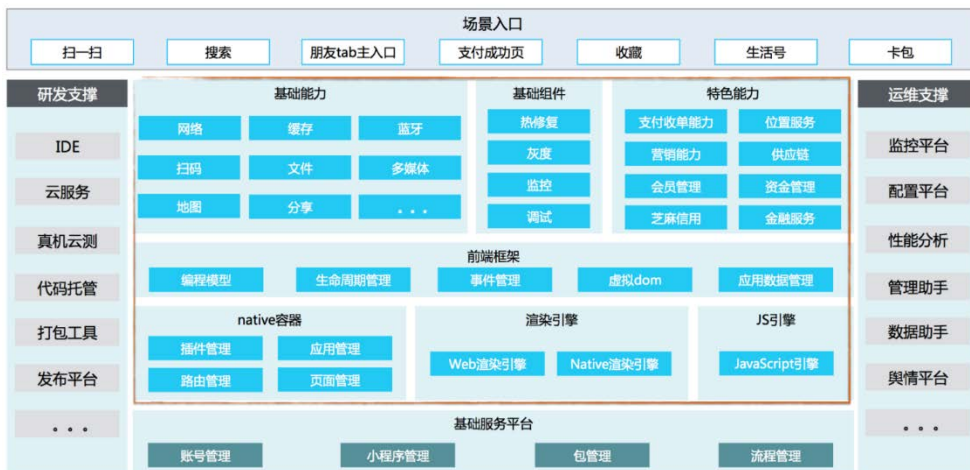 场景入口
扫一扫 搜索 朋友tab主入口 支付成功页 收藏 生活号 卡包
研发支撑
IDE
云服务
真机云测
代码托管
打包工具
发布平台
。。。
基础能力
网络 缓存 蓝牙
扫码 文件 多媒体
地图 分享 。。。
基础组件
热修复
灰度
监控
调试
特色能力
支付收单能力 位置服务
营销能力 供应链
会员管理 资金管理
芝麻信用 金融服务
前端框架
编程模型 生命周期管理 事件管理 虚拟dom 应用数据管理
native容器
插件管理 应用管理
路由管理 页面管理
渲染引擎
Web渲染引擎 Native渲染引擎
JS引擎
JavaScript引擎
基础服务平台
账号管理 小程序管理 包管理 流程管理
运维支撑
监控平台
配置平台
性能分析
管理助手
数据助手
舆情平台
。。。